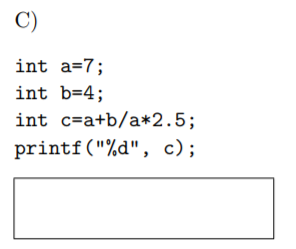 C)
int a=7;
int b=4;
int c=a+b/a*2.5;
printf("%d", c);